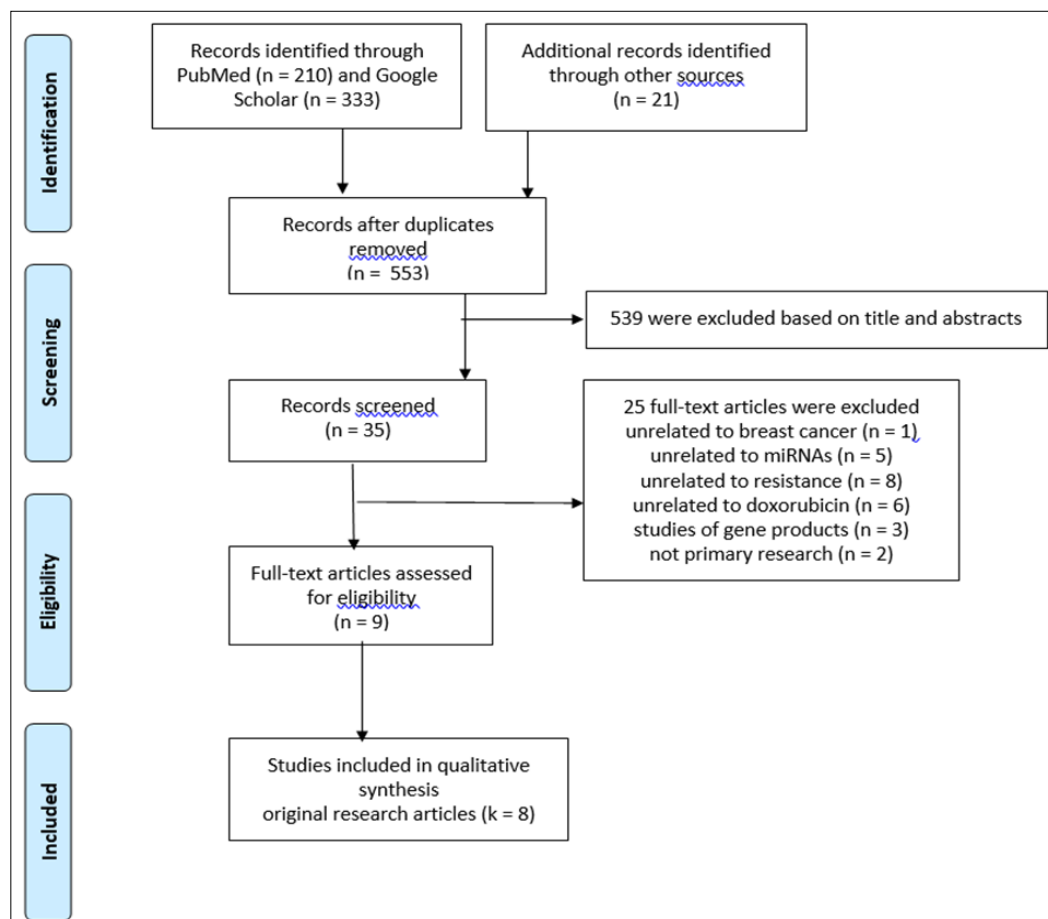 Identification
Records identified through
PubMed (n = 210) and Google
Scholar (n = 333)
Additional records identified
through other sources
(n = 21)
Records after duplicates
removed
(n =  553)
Screening
539 were excluded based on title and abstracts
Records screened
(n = 35)
25 full-text articles were excluded
unrelated to breast cancer (n = 1),
unrelated to miRNAs (n = 5)
unrelated to resistance (n = 8)
unrelated to doxorubicin (n = 6)
studies of gene products (n = 3)
not primary research (n = 2)
Eligibility
Full-text articles assessed
for eligibility
(n = 9)
Included
Studies included in qualitative
synthesis
original research articles (k = 8)